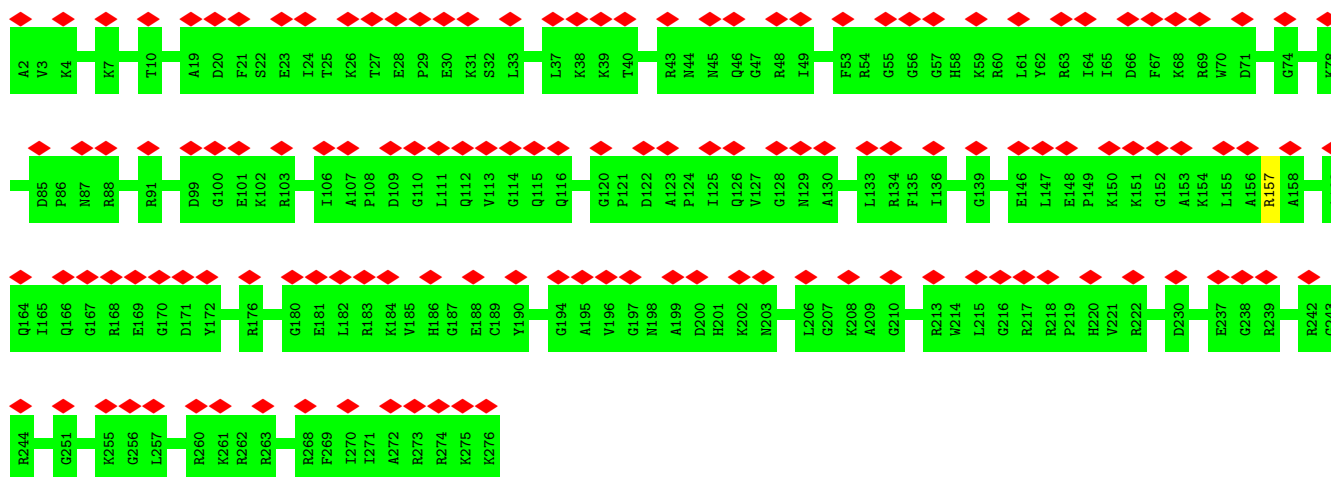 A2 V3 K4 K7 T10 A19 D20 F21 S22 E23 I24 T25 K26 T27 E28 P29 E30 K31 S32 L33 L37 K38 K39 T40 R43 N44 N45 Q46 G47 R48 I49 F53 R54 G55 G56 G57 H58 K59 R60 L61 Y62 R63 I64 I65 D66 F67 K68 R69 W70 D71 G74 K78
D85 P86 N87 R88 R91 D99 G100 E101 K102 R103 I106 A107 P108 D109 G110 L111 Q112 V113 G114 Q115 Q116 G120 P121 D122 A123 P124 I125 Q126 V127 G128 N129 A130 L133 R134 F135 I136 G139 E146 L147 E148 P149 K150 K151 G152 A153 K154 L155 A156 R157 A158
Q164 I165 Q166 G167 R168 E169 G170 D171 Y172 R176 G180 E181 L182 R183 K184 V185 H186 G187 E188 C189 Y190 G194 A195 V196 G197 N198 A199 D200 H201 K202 N203 L206 G207 K208 A209 G210 R213 W214 L215 G216 R217 R218 P219 H220 V221 R222 D230 E237 G238 R239 R242 G243
R244 G251 K255 G256 L257 R260 K261 R262 R263 R268 F269 I270 I271 A272 R273 R274 K275 K276